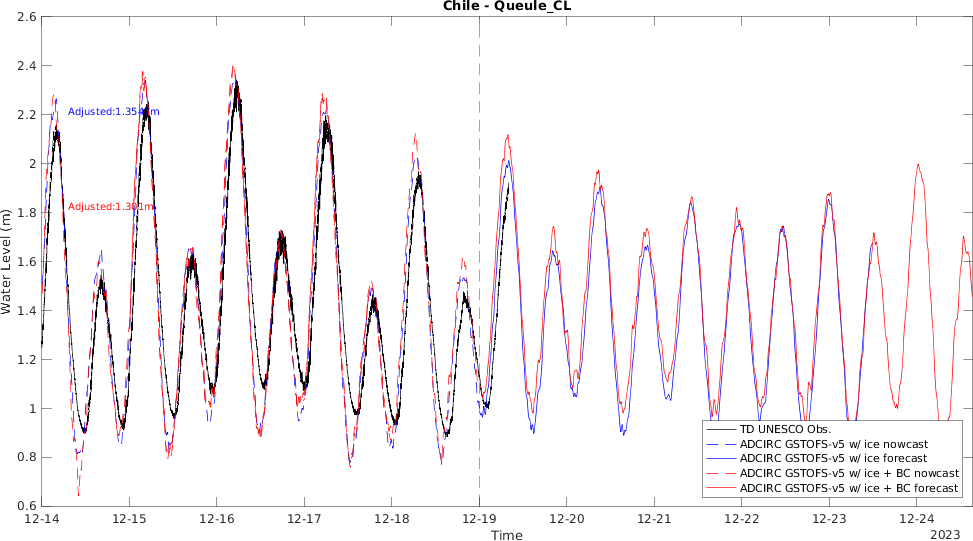 Chile - Queule_CL
2.6
2.4
2.2
2
1.8
1.6
1.4
1.2
1
0.8
0.6
Water Level (m)
Adjusted:
Adjusted:
TD UNESCO Obs.
ADCIRC GSTOFS-v5 w/ ice nowcast
ADCIRC GSTOFS-v5 w/ ice forecast
ADCIRC GSTOFS-v5 w/ ice + BC nowcast
ADCIRC GSTOFS-v5 w/ ice + BC forecast
12-14 12-15 12-16 12-17 12-18 12-19 12-20 12-21 12-22 12-23 12-24
2023
Time